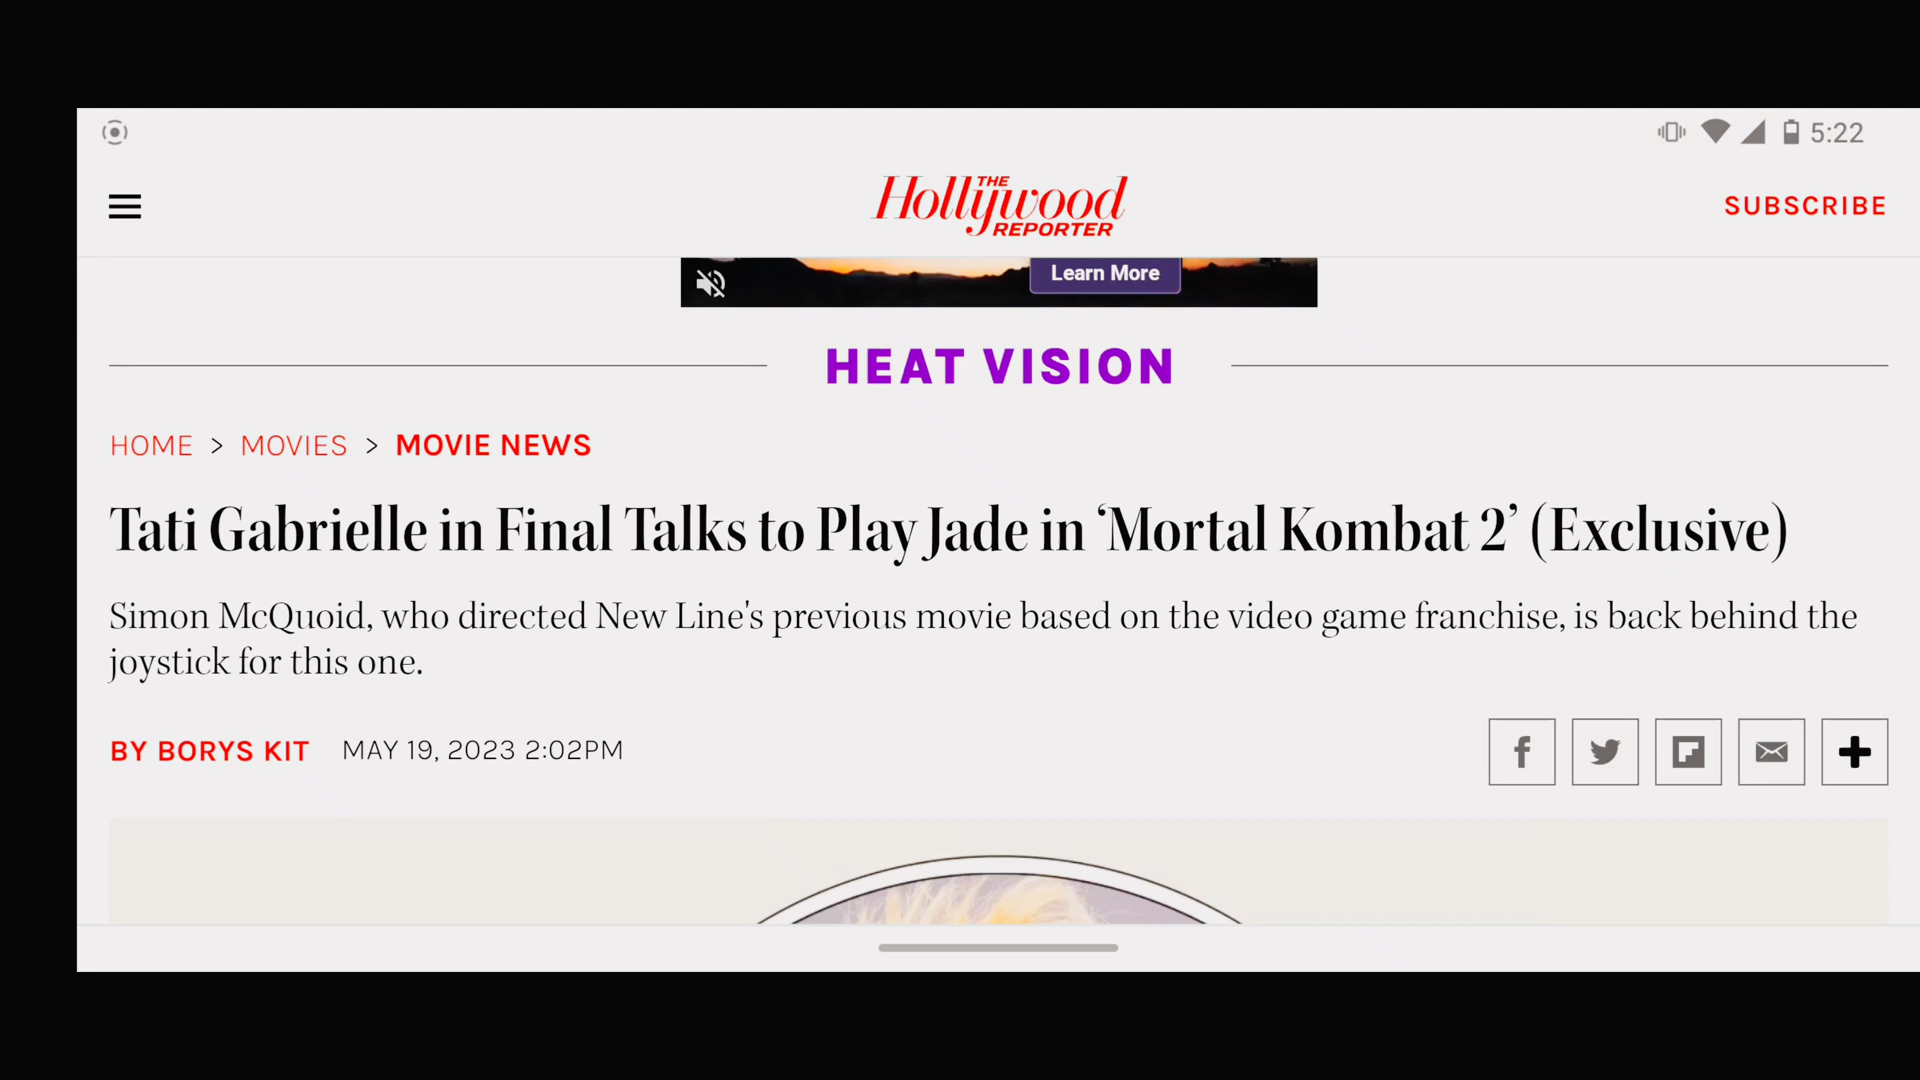 5:22
THE
Hollywood
REPORTER
SUBSCRIBE
Learn More
HEAT VISION
HOME > MOVIES > MOVIE NEWS
Tati Gabrielle in Final Talks to Play Jade in ‘Mortal Kombat 2’ (Exclusive)
Simon McQuoid, who directed New Line's previous movie based on the video game franchise, is back behind the
joystick for this one.
BY BORYS KIT MAY 19, 2023 2:02PM